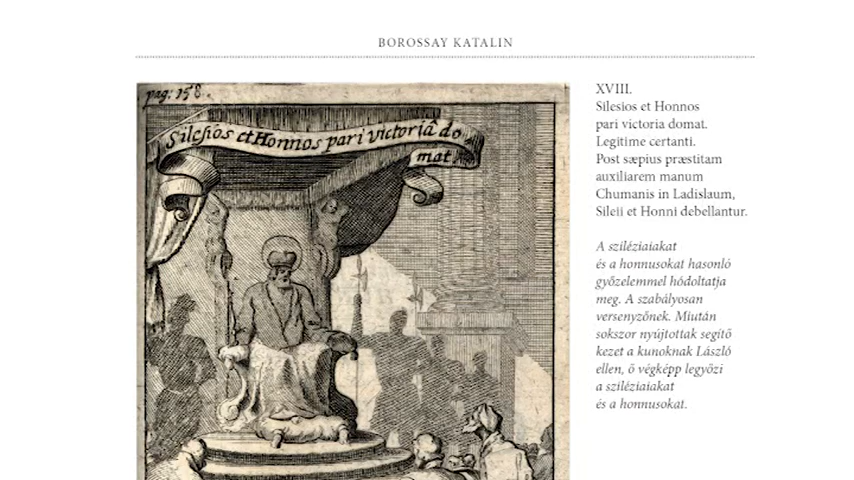 BOROSSAY KATALIN
pag: 158.
Silesios et Honnos pari victoriâ do
mat
XVIII.
Silesios et Honnos
pari victoria domat.
Legitime certanti.
Post sæpius præstitam
auxiliarem manum
Chumanis in Ladislaum,
Sileii et Honni debellantur.
A sziléziaiakat
és a honnusokat hasonló
győzelemmel hódoltatja
meg. A szabályosan
versenyzőnek. Miután
sokszor nyújtottak segítő
kezet a kunoknak László
ellen, ő végképp legyőzi
a sziléziaiakat
és a honnusokat.